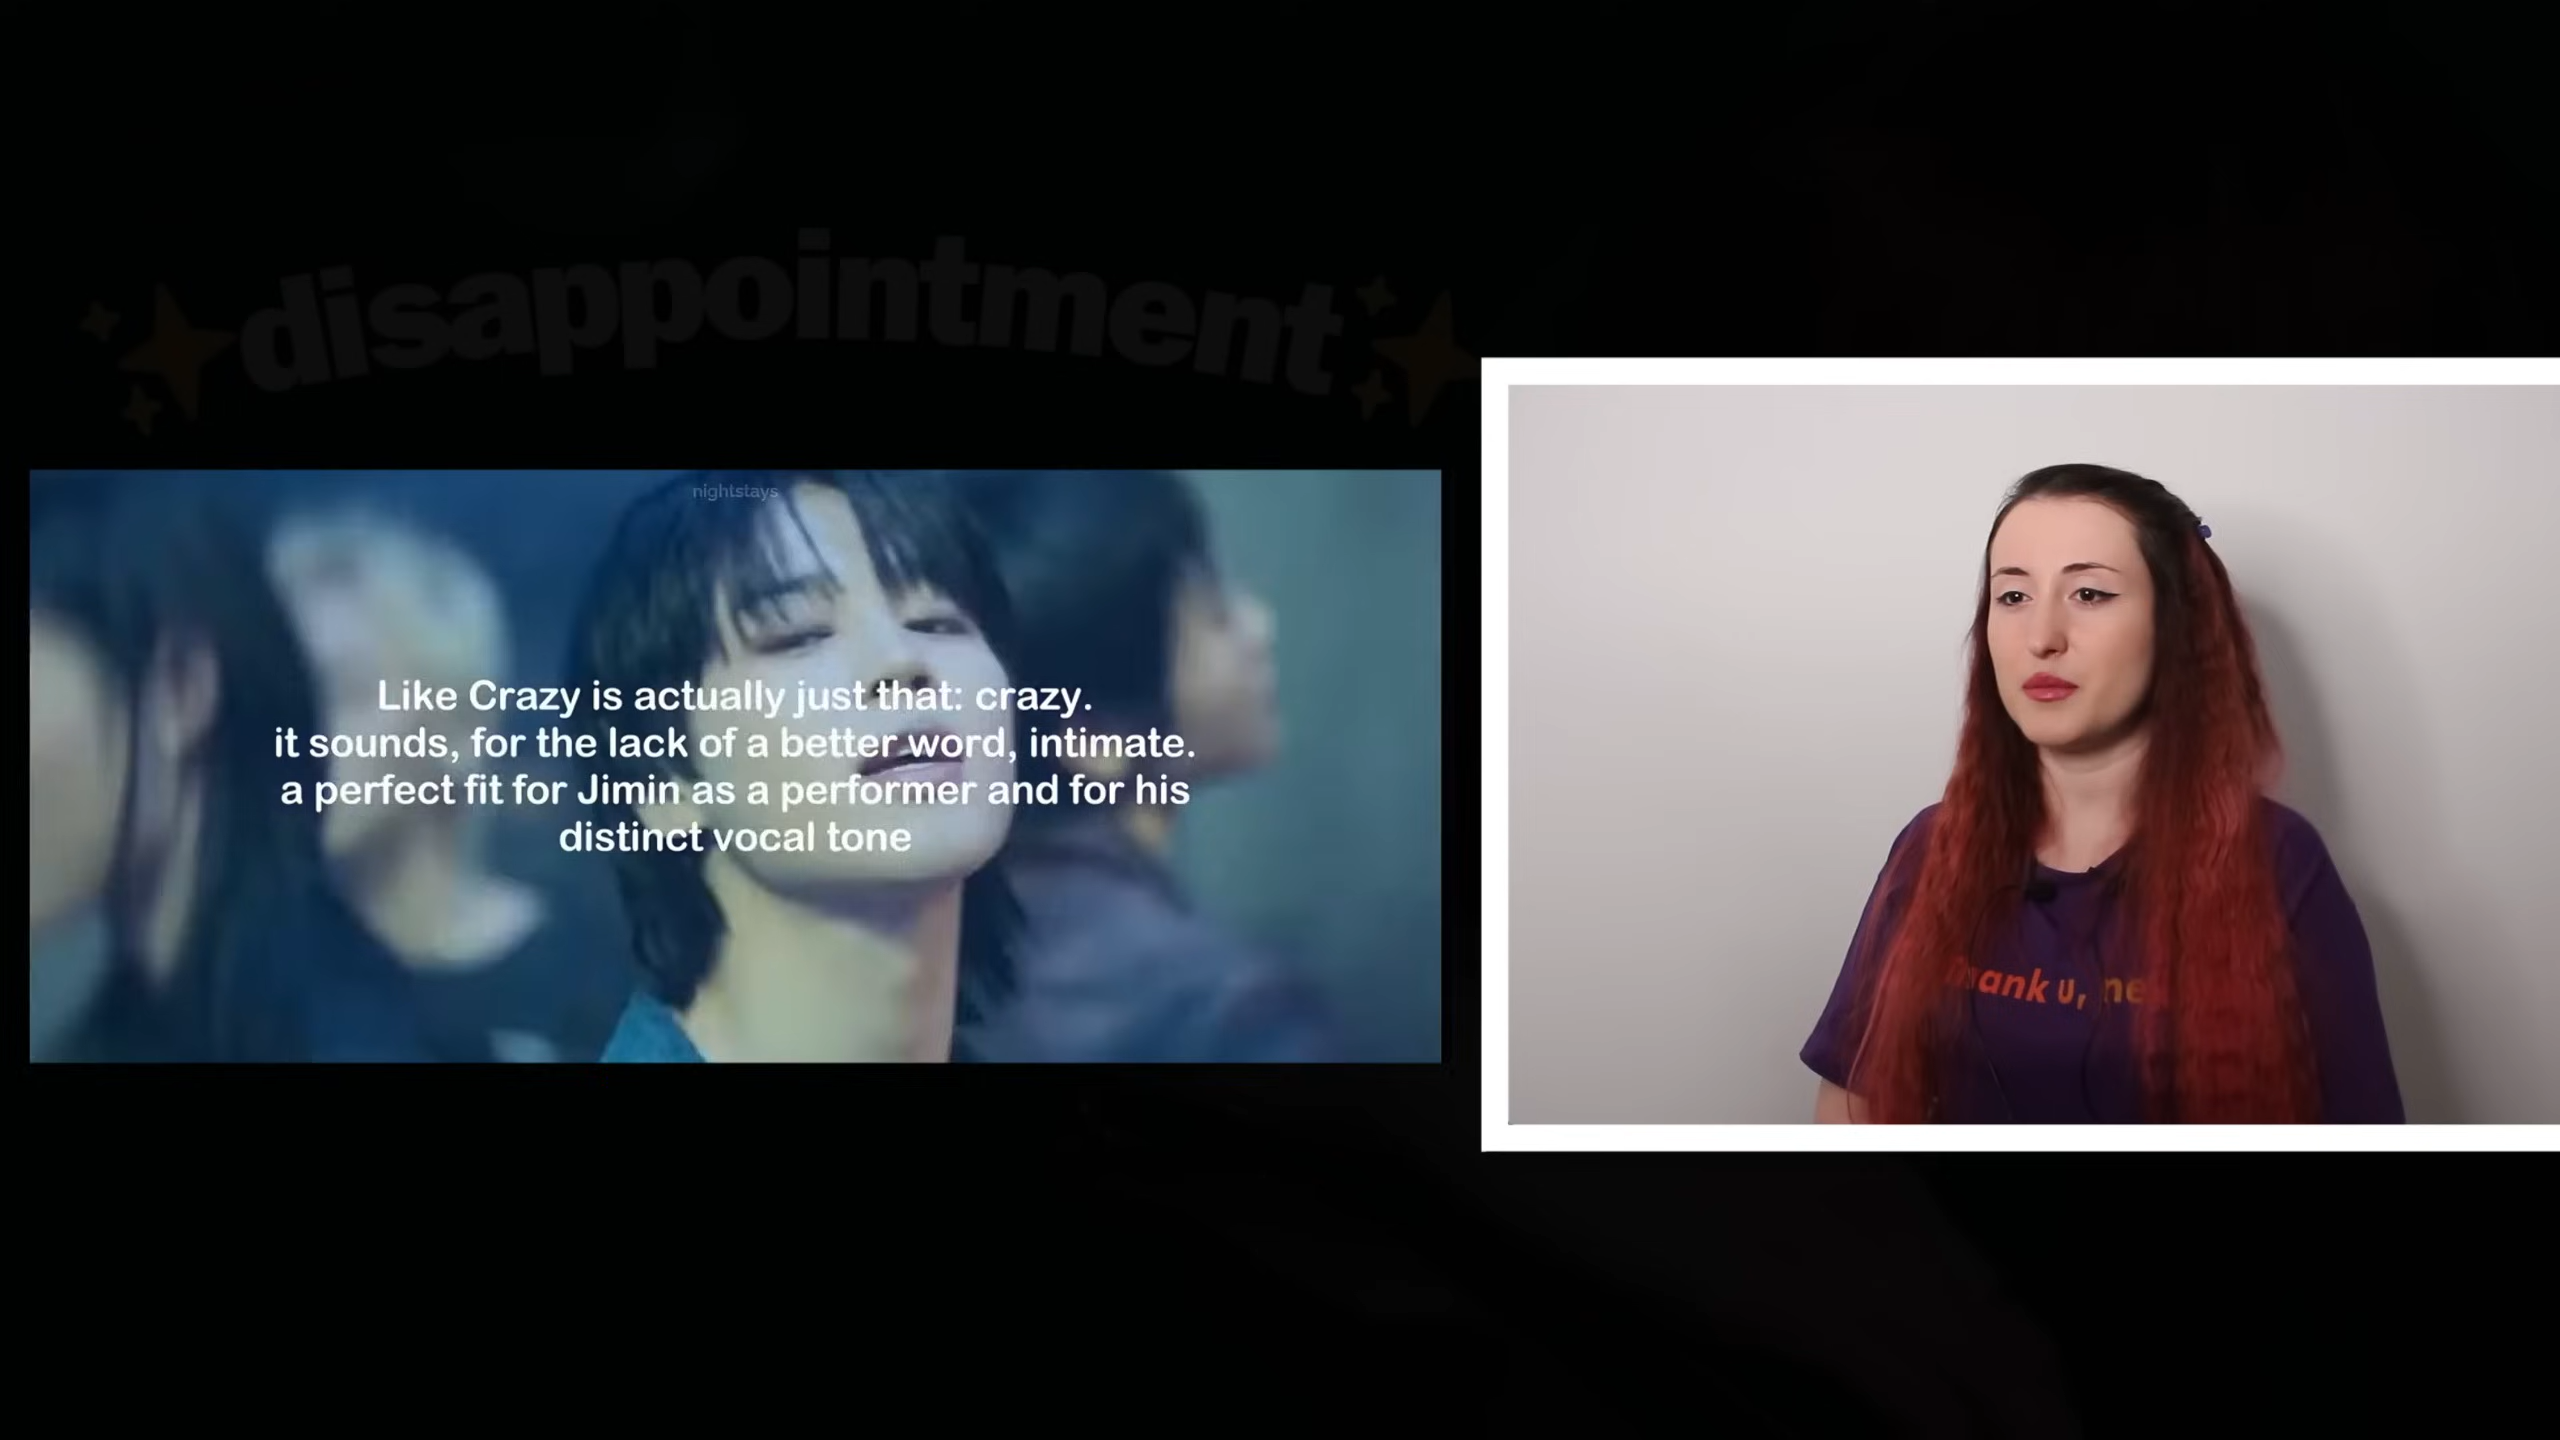 disappointment
nightstays
Like Crazy is actually just that: crazy.
it sounds, for the lack of a better word, intimate.
a perfect fit for Jimin as a performer and for his
distinct vocal tone
U,